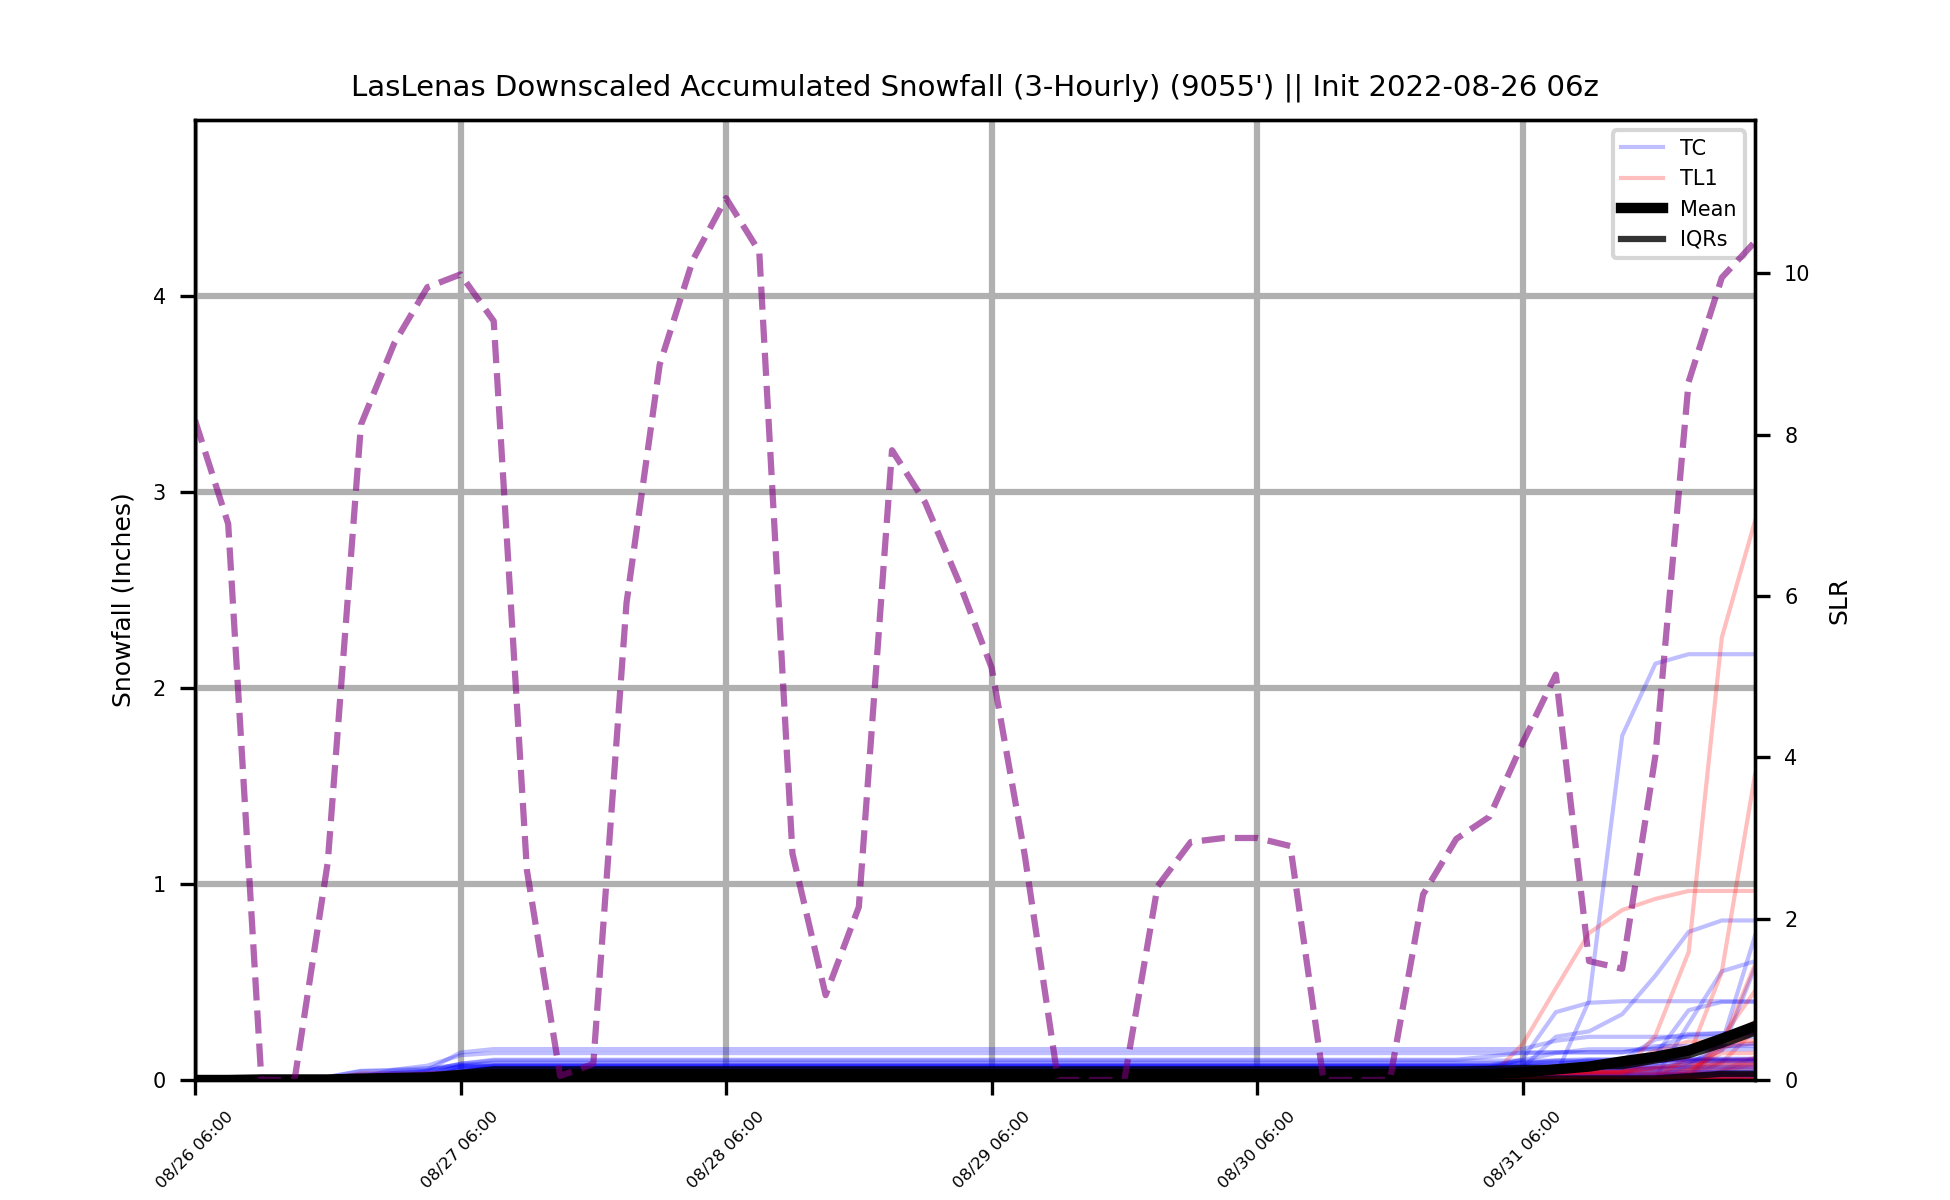 LasLenas Downscaled Accumulated Snowfall (3-Hourly) (9055') || Init 2022-08-26 06z
TC
TL1
Mean
IQRs
Snowfall (Inches)
4
3
2
1
0
SLR
10
8
6
4
2
0
08/26 06:00
08/27 06:00
08/28 06:00
08/29 06:00
08/30 06:00
08/31 06:00